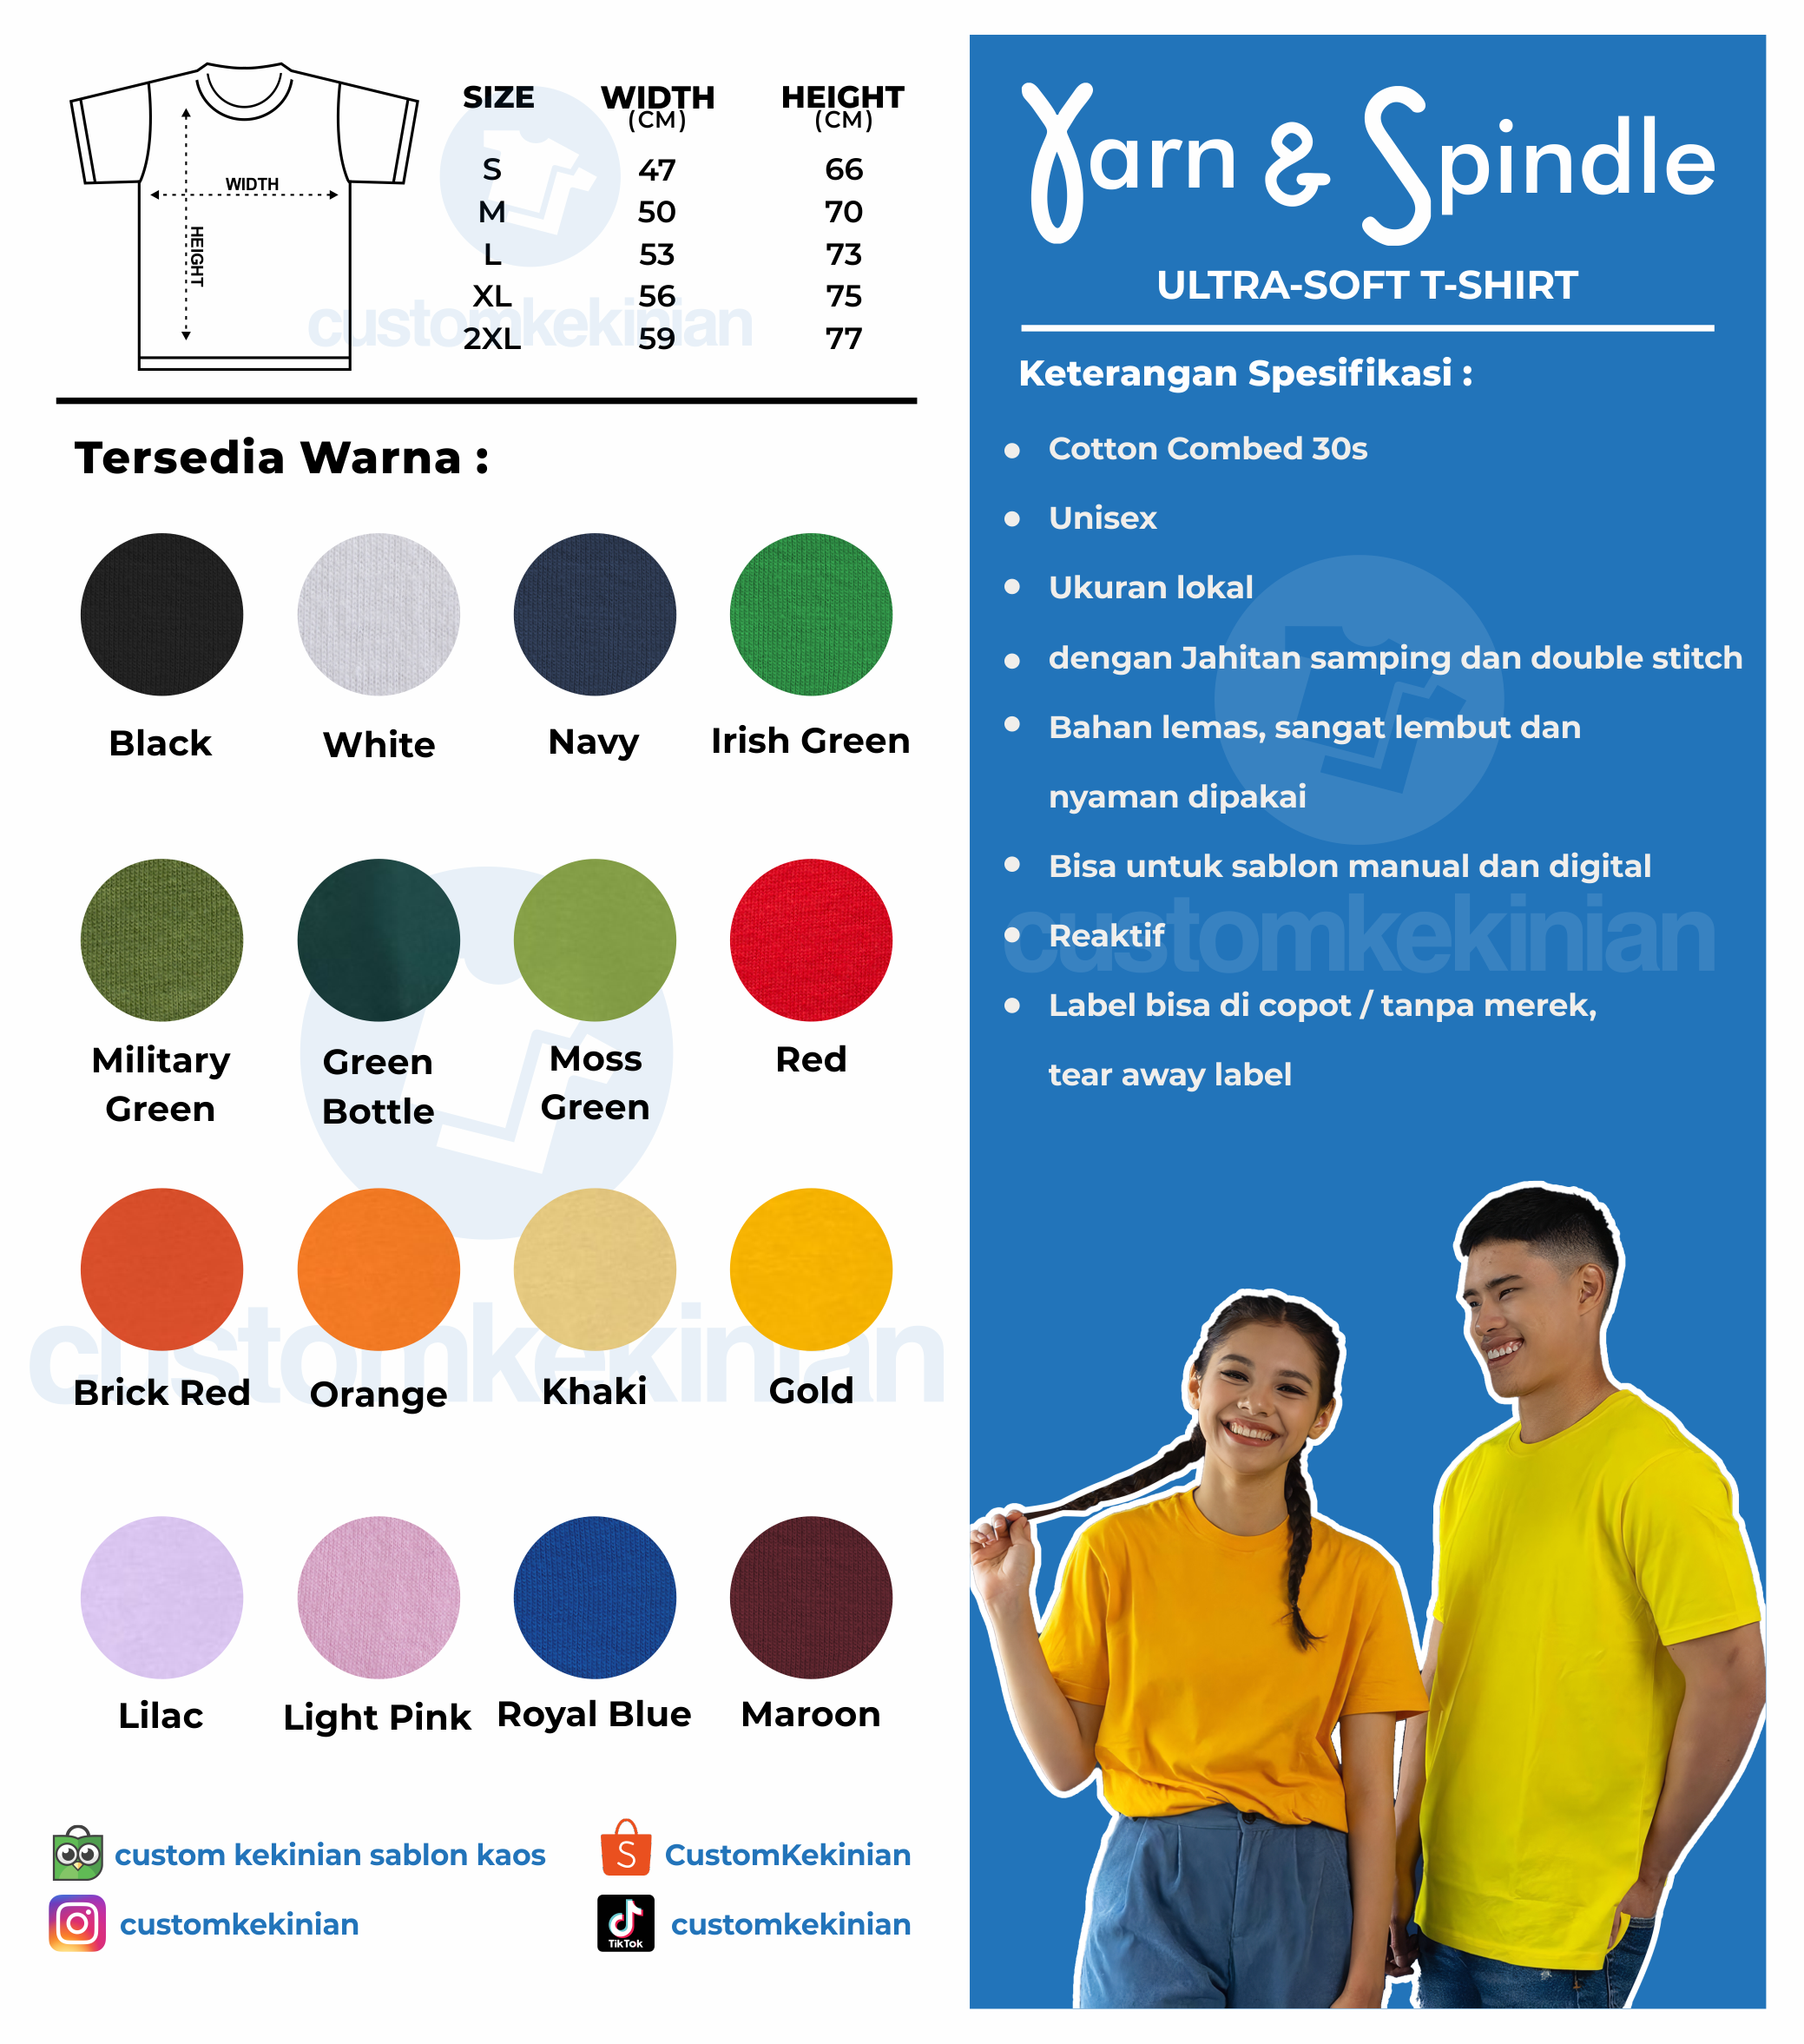 WIDTH
HEIGHT
SIZE WIDTH HEIGHT
(CM) (CM)
S 47 66
M 50 70
L 53 73
XL 56 75
2XL 59 77
customkekinian
Tersedia Warna :
Black White Navy Irish Green
Military Green Moss Red
Green Bottle Green
Brick Red Orange Khaki Gold
customkekinian
Lilac Light Pink Royal Blue Maroon
custom kekinian sablon kaos
S CustomKekinian
customkekinian
TikTok customkekinian
Yarn & Spindle
ULTRA-SOFT T-SHIRT
Keterangan Spesifikasi :
• Cotton Combed 30s
• Unisex
• Ukuran lokal
• dengan Jahitan samping dan double stitch
• Bahan lemas, sangat lembut dan
nyaman dipakai
• Bisa untuk sablon manual dan digital
• Reaktif
customkekinian
• Label bisa di copot / tanpa merek,
tear away label